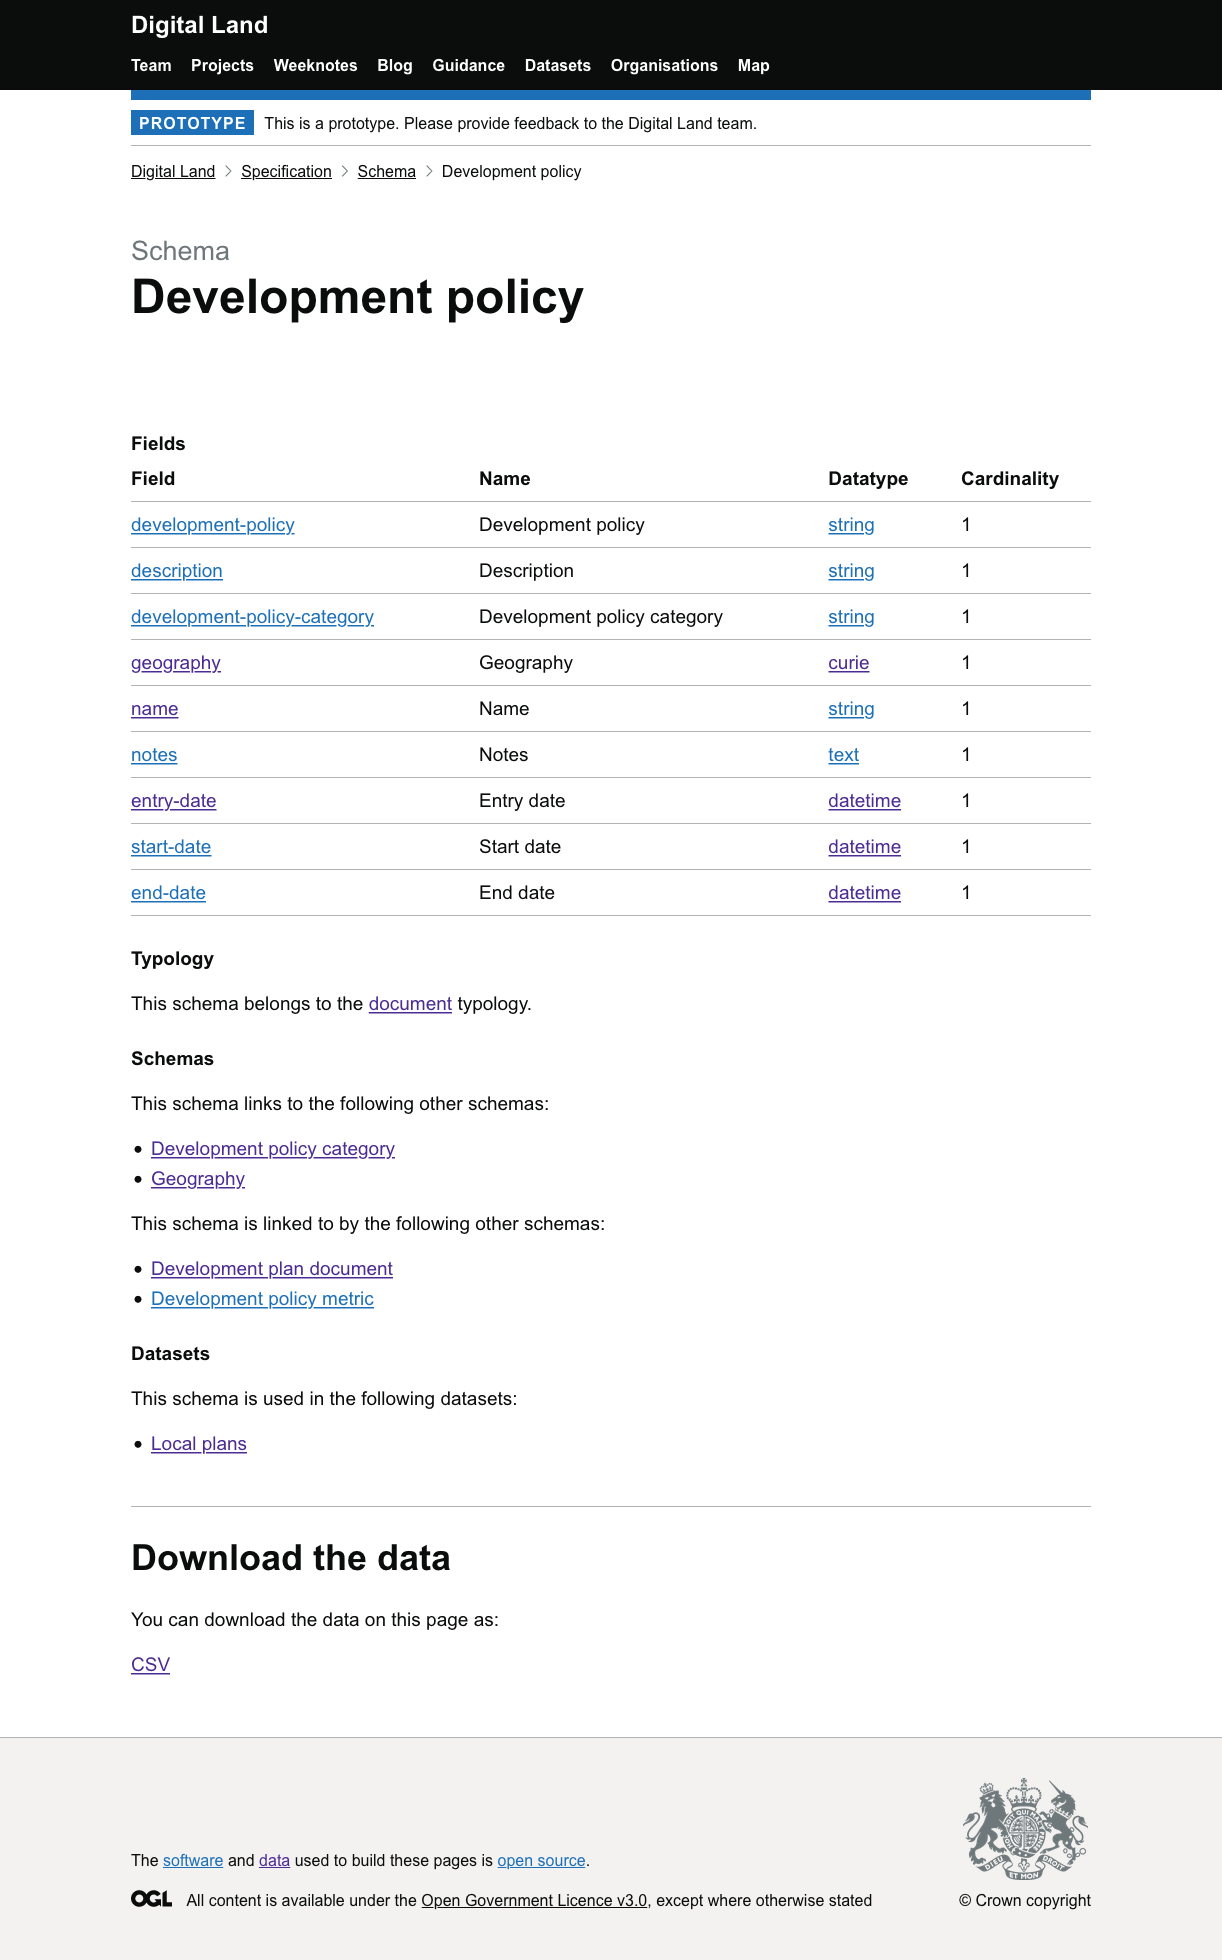 Digital Land
Team Projects Weeknotes Blog Guidance Datasets Organisations Map
PROTOTYPE This is a prototype. Please provide feedback to the Digital Land team.
Digital Land > Specification > Schema > Development policy
Schema
Development policy
Fields
Field Name Datatype Cardinality
development-policy Development policy string 1
description Description string 1
development-policy-category Development policy category string 1
geography Geography curie 1
name Name string 1
notes Notes text 1
entry-date Entry date datetime 1
start-date Start date datetime 1
end-date End date datetime 1
Typology
This schema belongs to the document typology.
Schemas
This schema links to the following other schemas:
• Development policy category
• Geography
This schema is linked to by the following other schemas:
• Development plan document
• Development policy metric
Datasets
This schema is used in the following datasets:
• Local plans
Download the data
You can download the data on this page as:
CSV
The software and data used to build these pages is open source.
OGL All content is available under the Open Government Licence v3.0, except where otherwise stated
DIEU ET MON DROIT
© Crown copyright